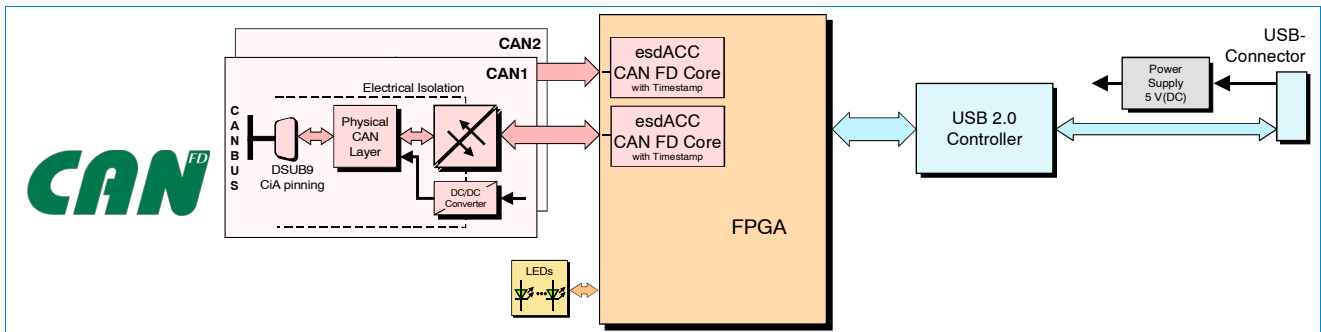 CAN FD
CAN2
CAN1
Electrical Isolation
CANBUS
DSUB9
CiA pinning
Physical
CAN
Layer
DC/DC
Converter
LEDs
esdACC
CAN FD Core
with Timestamp
esdACC
CAN FD Core
with Timestamp
FPGA
USB 2.0
Controller
Power
Supply
5 V(DC)
USB-
Connector